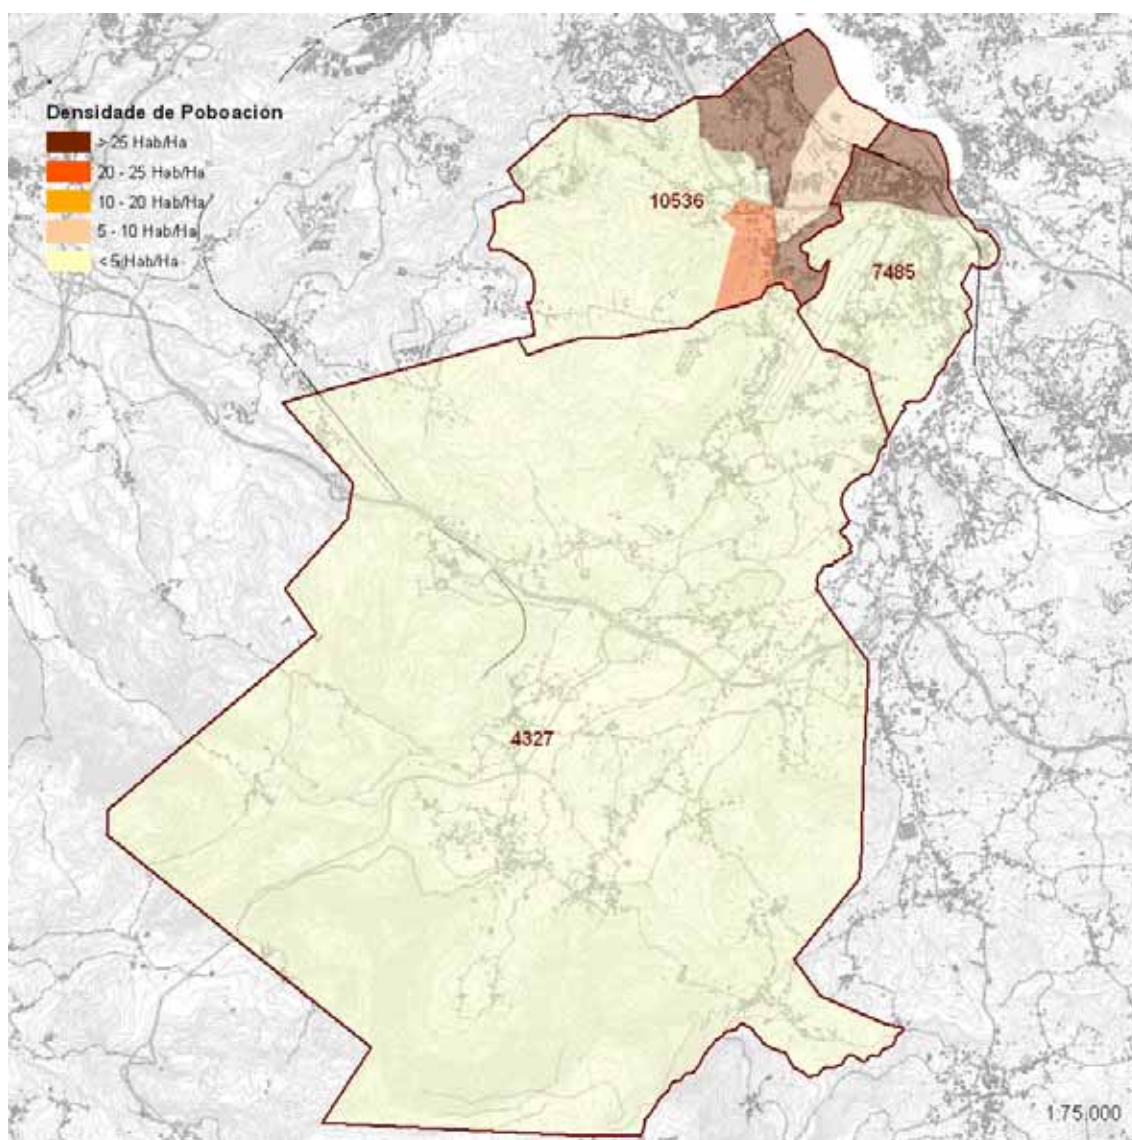 Densidade de Poboación
> 25 Hab/Ha
20 - 25 Hab/Ha
10 - 20 Hab/Ha
5 - 10 Hab/Ha
< 5 Hab/Ha
10536
7485
4327
1:75.000